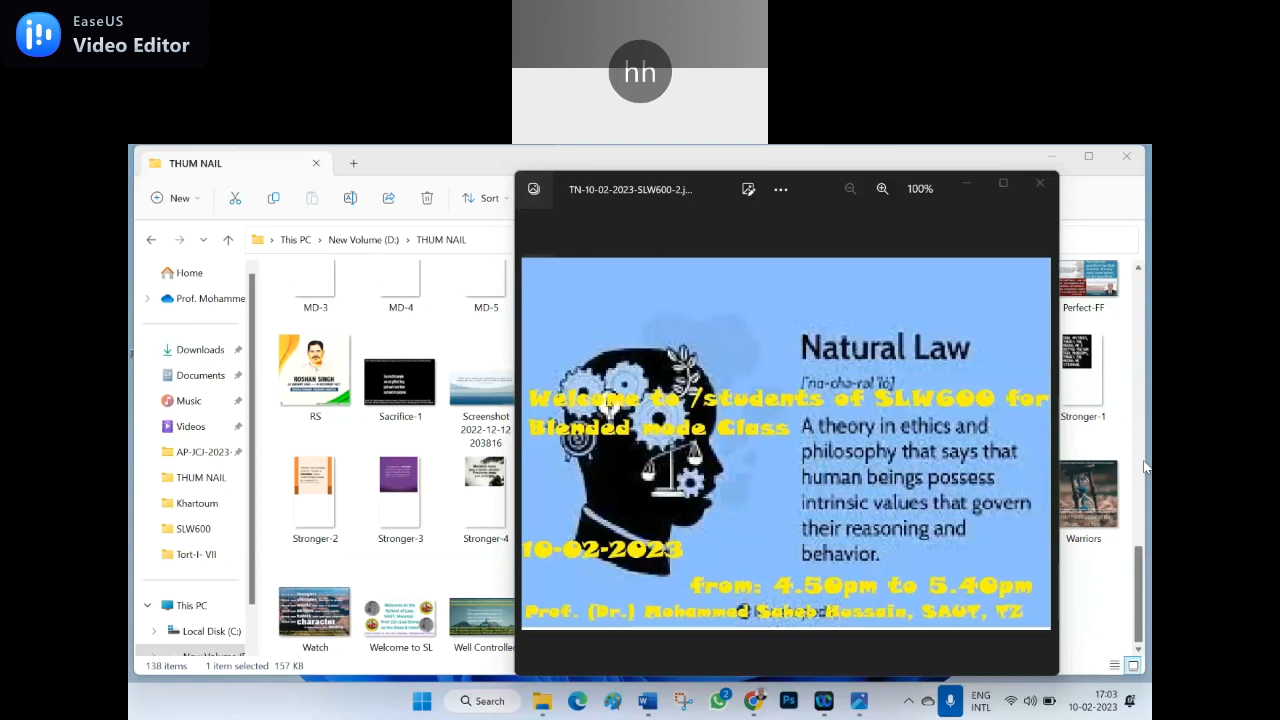 EaseUS
Video Editor
hh
THUM NAIL
New
Sort
TN-10-02-2023-SLW600-2.j...
100%
This PC > New Volume (D:) > THUM NAIL
Home
Prof. Mohamme
Downloads
Documents
Music
Videos
AP-JCJ-2023-
THUM NAIL
Khartoum
SLW600
Tort-I- VII
This PC
Local Disk (C:)
MD-3
MD-4
MD-5
Perfect-FF
ROSHAN SINGH
RS
Sacrifice-1
Screenshot
2022-12-12
203816
Stronger-1
Stronger-2
Stronger-3
Stronger-4
Warriors
character
Watch
Welcome to SL
Well Controlle
Natural Law
Welcome to /students of SLW600 for
Blended mode Class
A theory in ethics and
philosophy that says that
human beings possess
intrinsic values that govern
their reasoning and
behavior.
10-02-2023
from: 4.50pm to 5.40pm
Prof. (Dr.) Mohammed Saheb Hussain, SAUT, TZ
138 items
1 item selected 157 KB
Search
2
ENG
INTL
17:03
10-02-2023